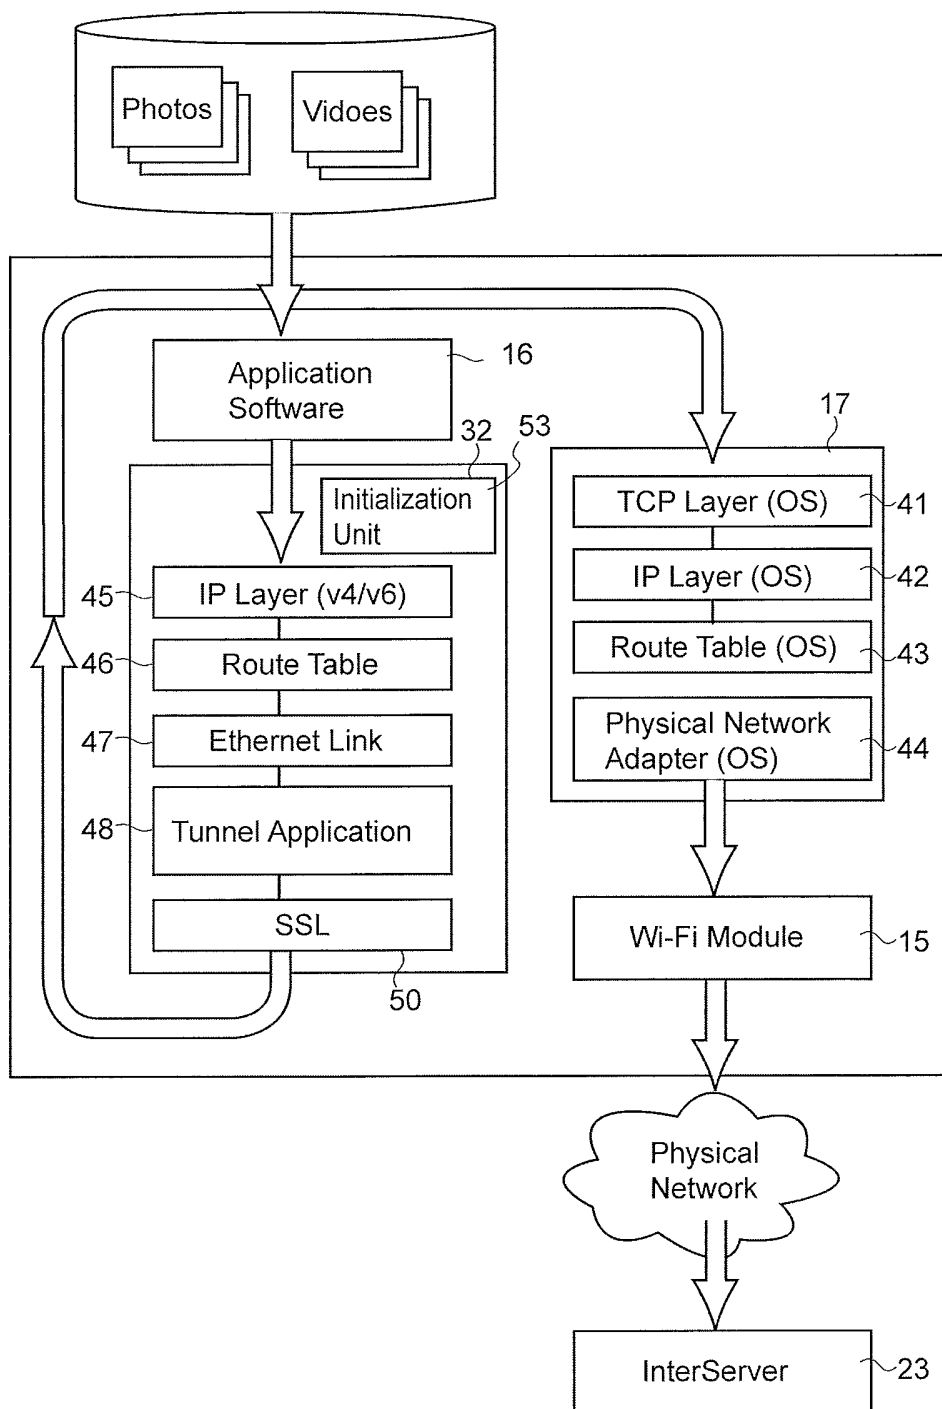 Photos
Vidoes
Application
Software
16
32
53
Initialization
Unit
45
IP Layer (v4/v6)
46
Route Table
47
Ethernet Link
48
Tunnel Application
SSL
50
17
TCP Layer (OS)
41
IP Layer (OS)
42
Route Table (OS)
43
Physical Network
Adapter (OS)
44
Wi-Fi Module
15
Physical
Network
InterServer
23